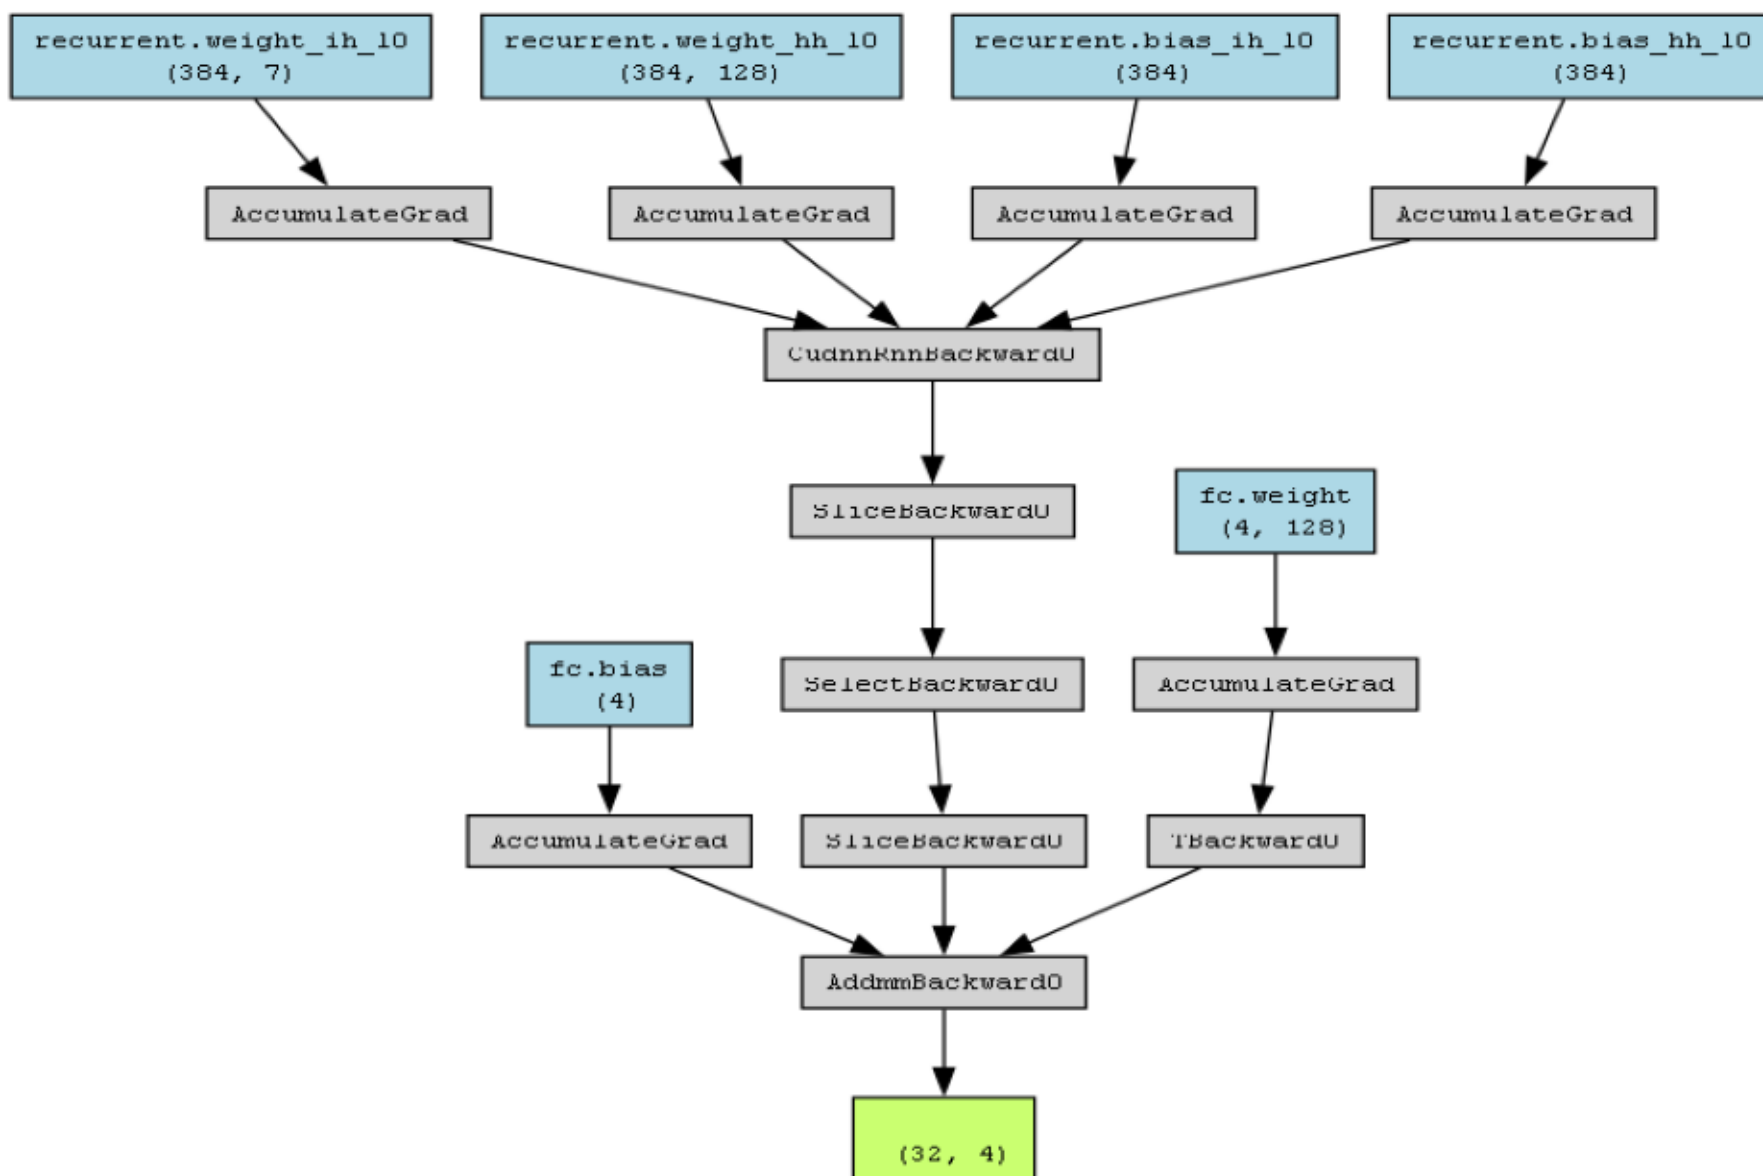 recurrent.weight_ih_l0
(384, 7)
recurrent.weight_hh_l0
(384, 128)
recurrent.bias_ih_l0
(384)
recurrent.bias_hh_l0
(384)
AccumulateGrad
AccumulateGrad
AccumulateGrad
AccumulateGrad
CudnnRnnBackward0
SliceBackward0
fc.weight
(4, 128)
fc.bias
(4)
SelectBackward0
AccumulateGrad
AccumulateGrad
SliceBackward0
TBackward0
AddmmBackward0
(32, 4)